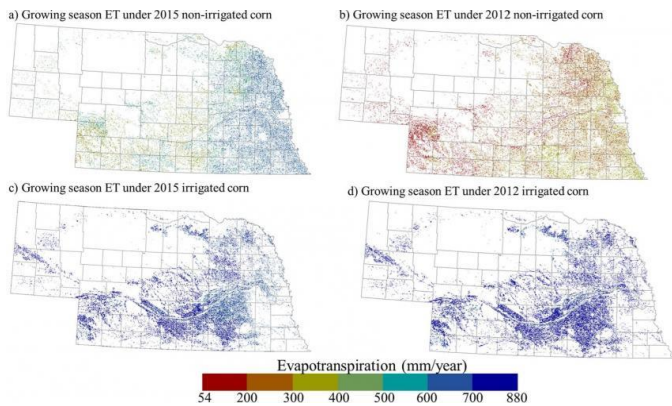 a) Growing season ET under 2015 non-irrigated corn
b) Growing season ET under 2012 non-irrigated corn
c) Growing season ET under 2015 irrigated corn
d) Growing season ET under 2012 irrigated corn
Evapotranspiration (mm/year)
54 200 300 400 500 600 700 880